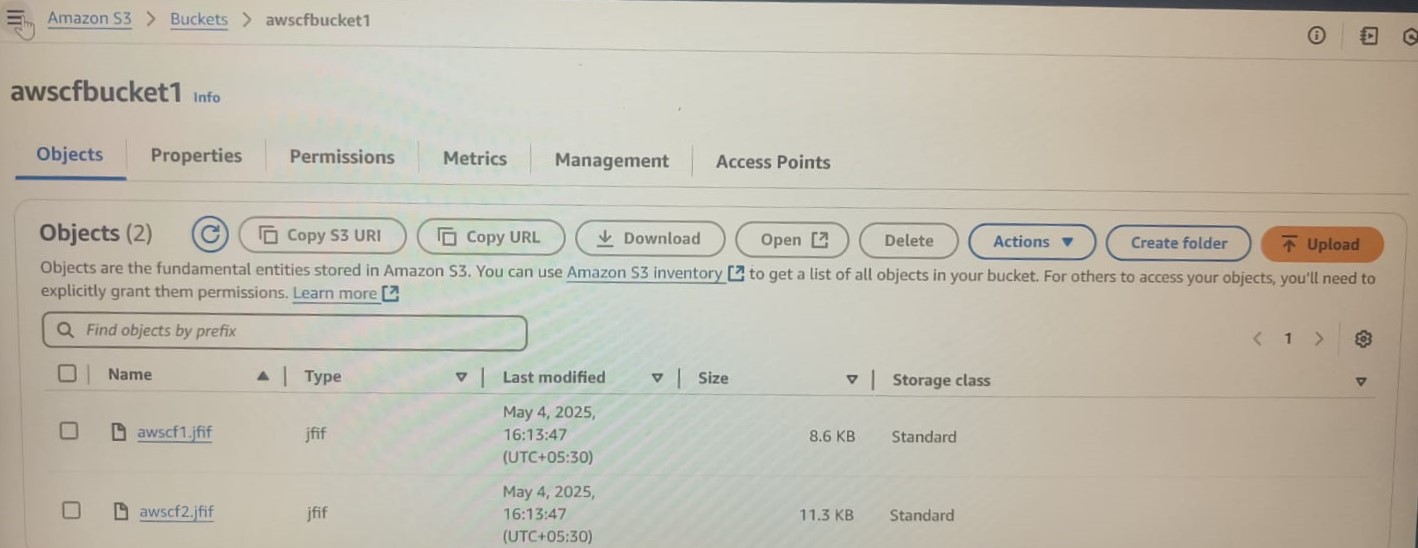 Amazon S3 > Buckets > awscfbucket1
awscfbucket1 Info
Objects Properties Permissions Metrics Management Access Points
Objects (2) Copy S3 URI Copy URL Download Open Delete Actions Create folder Upload
Objects are the fundamental entities stored in Amazon S3. You can use Amazon S3 inventory to get a list of all objects in your bucket. For others to access your objects, you'll need to
explicitly grant them permissions. Learn more
Find objects by prefix
1
Name Type Last modified Size Storage class
awscf1.jfif jfif May 4, 2025,
16:13:47
(UTC+05:30) 8.6 KB Standard
awscf2.jfif jfif May 4, 2025,
16:13:47
(UTC+05:30) 11.3 KB Standard